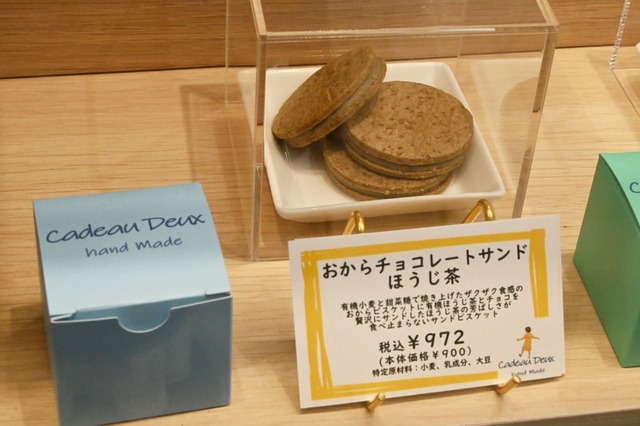 Cadeau Deux
hand Made
おからチョコレートサンド
ほうじ茶
有機小麦と甜菜糖で焼き上げたザクザク食感の
おからビスケットに有機ほうじ茶とチョコを
贅沢にサンドしたほうじ茶の芳ばしさが
食べ止まらないサンドビスケット
税込¥972
(本体価格¥900)
特定原材料:小麦、乳成分、大豆
Cadeau Deux
hand Made
C